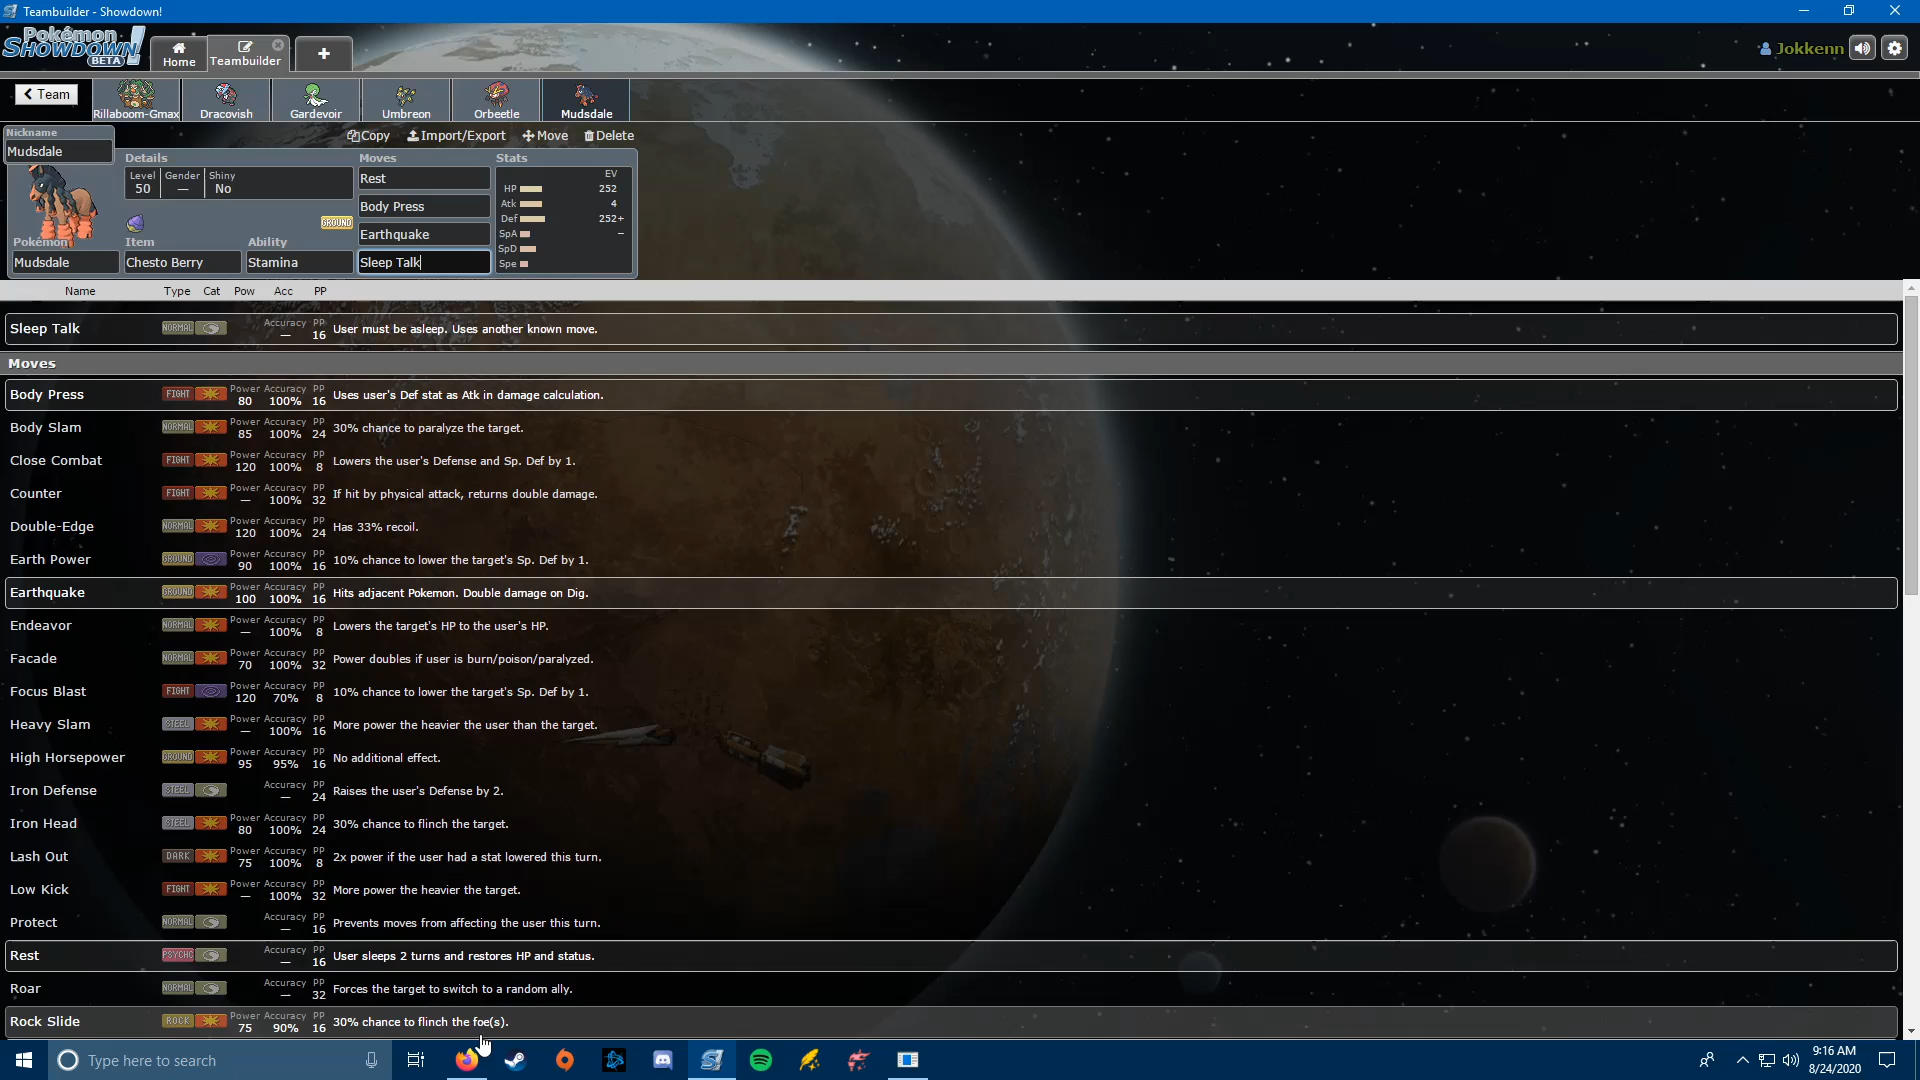 Teambuilder - Showdown!
Pokémon
Showdown!
BETA
Home
Teambuilder
Jokkenn
Team
Rillaboom-Gmax
Dracovish
Gardevoir
Umbreon
Orbeetle
Mudsdale
Nickname
Mudsdale
Copy Import/Export Move Delete
Details
Level Gender Shiny
50 — No
GROUND
Pokémon Item Ability
Mudsdale Chesto Berry Stamina
Moves
Rest
Body Press
Earthquake
Sleep Talk
Stats
EV
HP 252
Atk 4
Def 252+
SpA –
SpD
Spe
Name Type Cat Pow Acc PP
Sleep Talk NORMAL Accuracy — PP 16 User must be asleep. Uses another known move.
Moves
Body Press FIGHT Power 80 Accuracy 100% PP 16 Uses user's Def stat as Atk in damage calculation.
Body Slam NORMAL Power 85 Accuracy 100% PP 24 30% chance to paralyze the target.
Close Combat FIGHT Power 120 Accuracy 100% PP 8 Lowers the user's Defense and Sp. Def by 1.
Counter FIGHT Power — Accuracy 100% PP 32 If hit by physical attack, returns double damage.
Double-Edge NORMAL Power 120 Accuracy 100% PP 24 Has 33% recoil.
Earth Power GROUND Power 90 Accuracy 100% PP 16 10% chance to lower the target's Sp. Def by 1.
Earthquake GROUND Power 100 Accuracy 100% PP 16 Hits adjacent Pokemon. Double damage on Dig.
Endeavor NORMAL Power — Accuracy 100% PP 8 Lowers the target's HP to the user's HP.
Facade NORMAL Power 70 Accuracy 100% PP 32 Power doubles if user is burn/poison/paralyzed.
Focus Blast FIGHT Power 120 Accuracy 70% PP 8 10% chance to lower the target's Sp. Def by 1.
Heavy Slam STEEL Power — Accuracy 100% PP 16 More power the heavier the user than the target.
High Horsepower GROUND Power 95 Accuracy 95% PP 16 No additional effect.
Iron Defense STEEL Accuracy — PP 24 Raises the user's Defense by 2.
Iron Head STEEL Power 80 Accuracy 100% PP 24 30% chance to flinch the target.
Lash Out DARK Power 75 Accuracy 100% PP 8 2x power if the user had a stat lowered this turn.
Low Kick FIGHT Power — Accuracy 100% PP 32 More power the heavier the target.
Protect NORMAL Accuracy — PP 16 Prevents moves from affecting the user this turn.
Rest PSYCHC Accuracy — PP 16 User sleeps 2 turns and restores HP and status.
Roar NORMAL Accuracy — PP 32 Forces the target to switch to a random ally.
Rock Slide ROCK Power 75 Accuracy 90% PP 16 30% chance to flinch the foe(s).
Type here to search
9:16 AM
8/24/2020